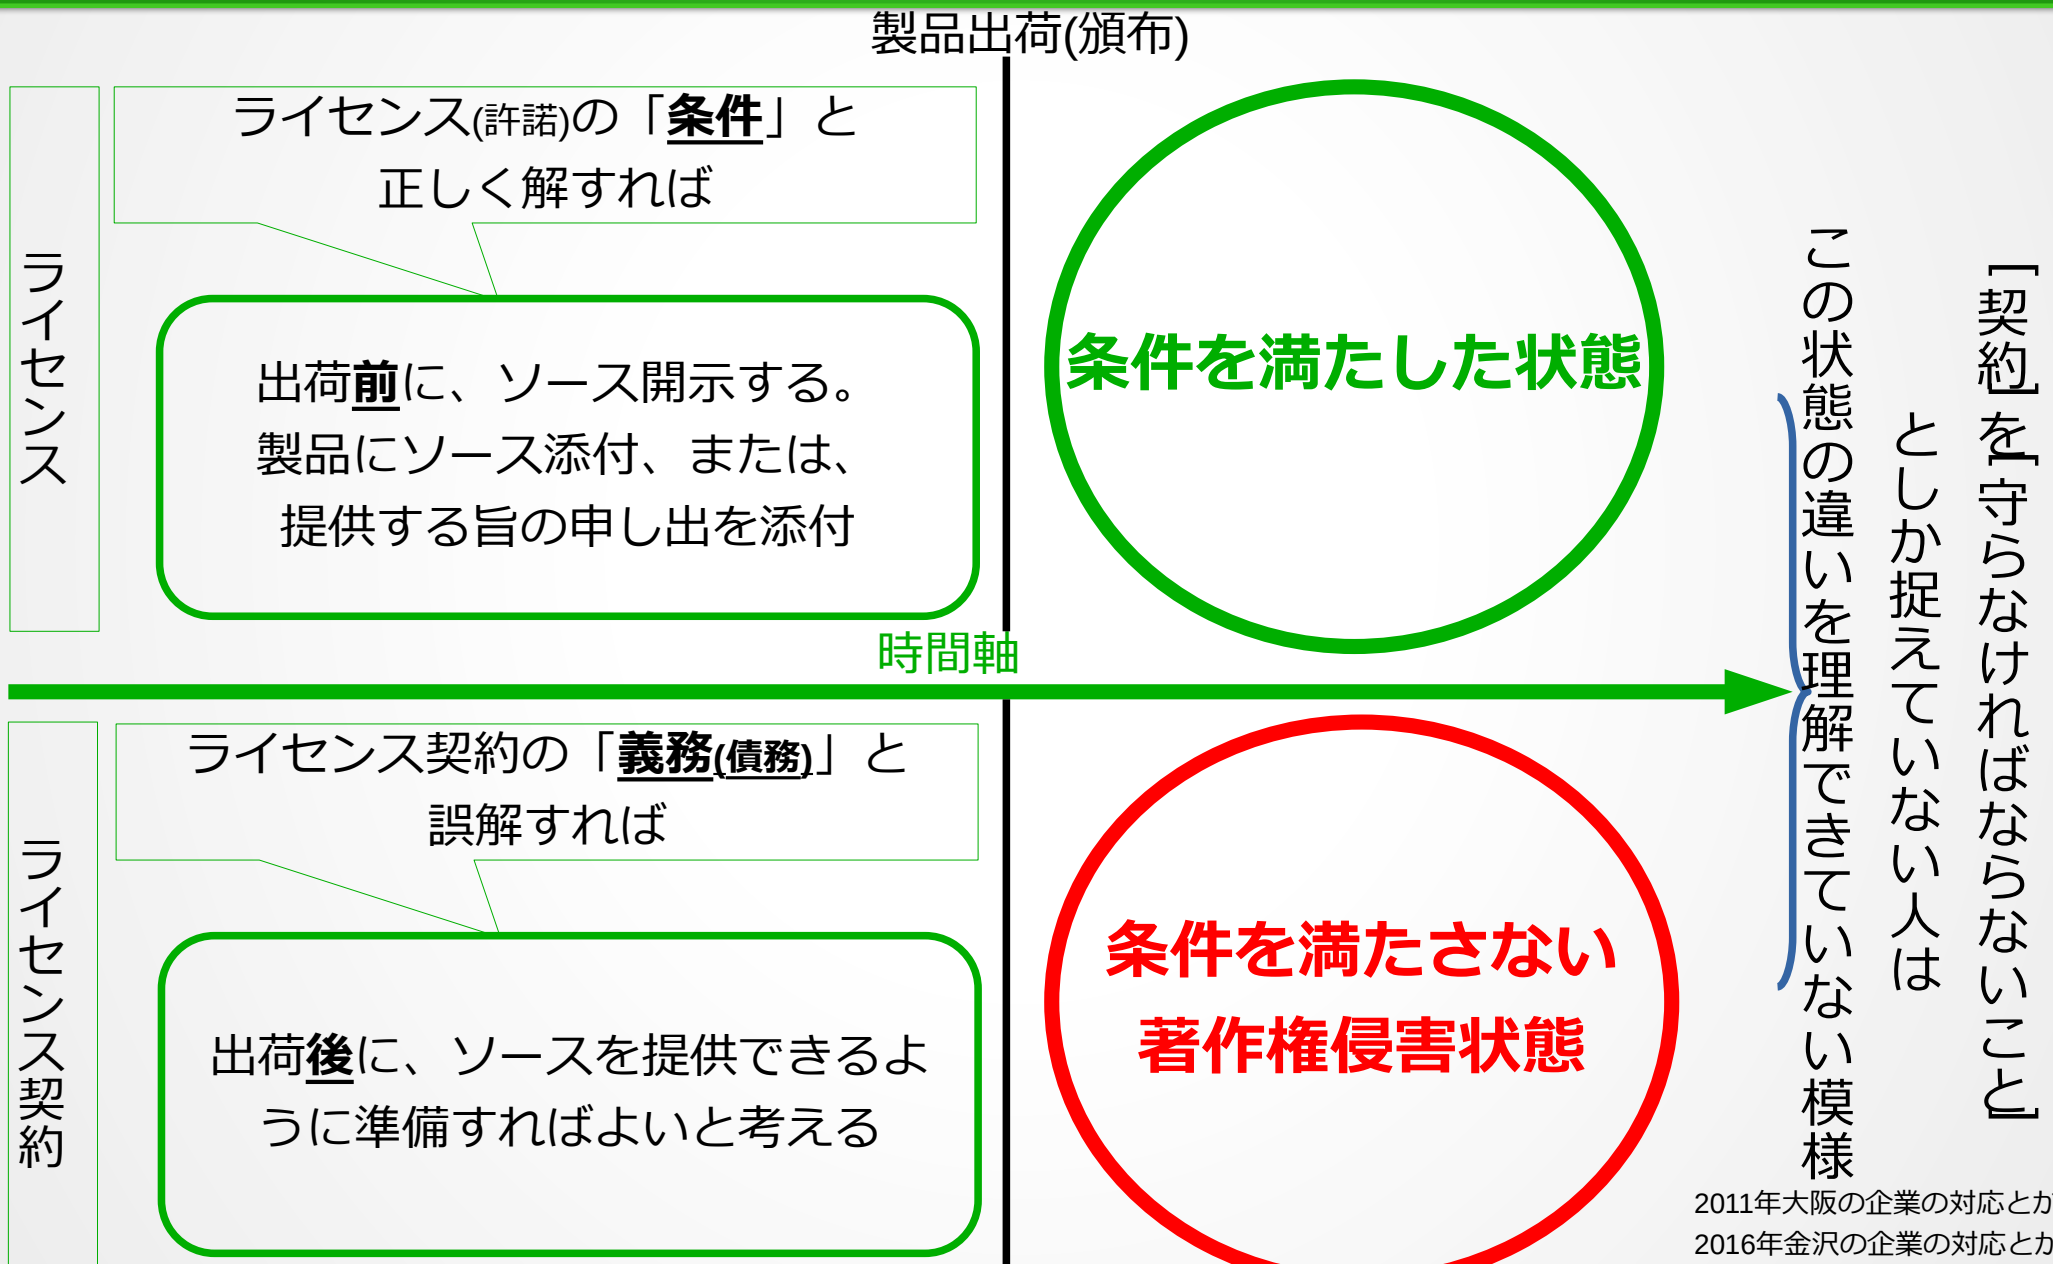 製品出荷(頒布)
ライセンス
ライセンス(許諾)の「条件」と
正しく解すれば
出荷前に、ソース開示する。
製品にソース添付、または、
提供する旨の申し出を添付
条件を満たした状態
時間軸
ライセンス契約
ライセンス契約の「義務(債務)」と
誤解すれば
出荷後に、ソースを提供できるよ
うに準備すればよいと考える
条件を満たさない
著作権侵害状態
[契約]を[守らなければならないこと]
としか捉えていない人は
この状態の違いを理解できていない模様
2011年大阪の企業の対応とか
2016年金沢の企業の対応とか